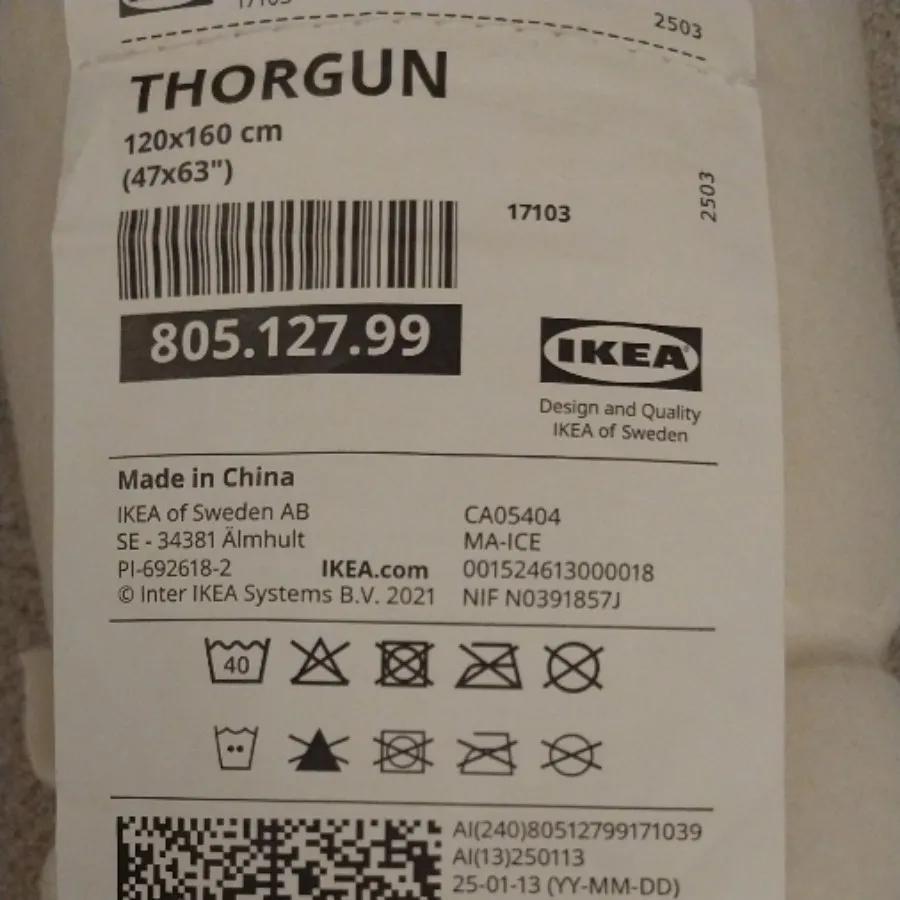 17103
2503
THORGUN
120x160 cm
(47x63")
17103
2503
805.127.99
IKEA
Design and Quality
IKEA of Sweden
Made in China
IKEA of Sweden AB
SE - 34381 Älmhult
PI-692618-2
IKEA.com
© Inter IKEA Systems B.V. 2021
CA05404
MA-ICE
001524613000018
NIF N0391857J
40
AI(240)80512799171039
AI(13)250113
25-01-13 (YY-MM-DD)